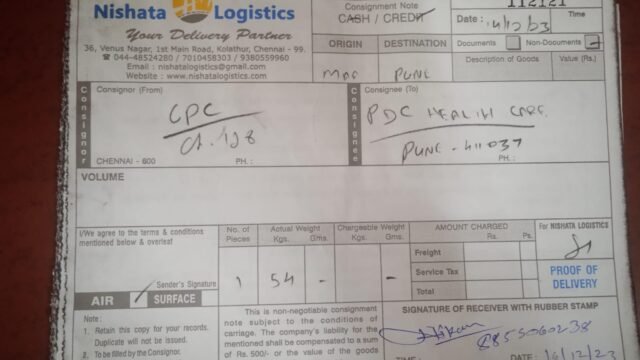 Nishata Logistics
Your Delivery Partner
36, Venus Nagar, 1st Main Road, Kolathur, Chennai - 99.
☎ 044-48524280 / 7010458303 / 9380559960
Email : nishatalogistics@gmail.com
Website : www.nishatalogistics.com
Consignment Note
CASH / CREDIT
112121
Date : 14/12/23 Time
ORIGIN DESTINATION
PUNE
Documents Non-Documents
Description of Goods Value (Rs.)
Consignor
Consignor (From)
CPC
CHENNAI - 600 PH. :
Consignee
Consignee (To)
PDC HEALTH CARE
PUNE - 411037
PH. :
VOLUME
I/We agree to the terms & conditions
mentioned below & overleaf
Sender's Signature
No. of Pieces Actual Weight Chargeable Weight
Kgs. Gms. Kgs. Gms.
1 54 - -
AMOUNT CHARGED
Rs. Ps.
Freight
Service Tax
Total
For NISHATA LOGISTICS
PROOF OF
DELIVERY
AIR SURFACE
Note :
1. Retain this copy for your records.
Duplicate will not be issued.
2. To be filled by the Consignor.
This is non-negotiable consignment
note subject to the conditions of
carriage. The company's liability for
mentioned shall be compensated to a sum
of Rs. 500/- or the value of the goods
SIGNATURE OF RECEIVER WITH RUBBER STAMP
TIME : DATE 16/12/23